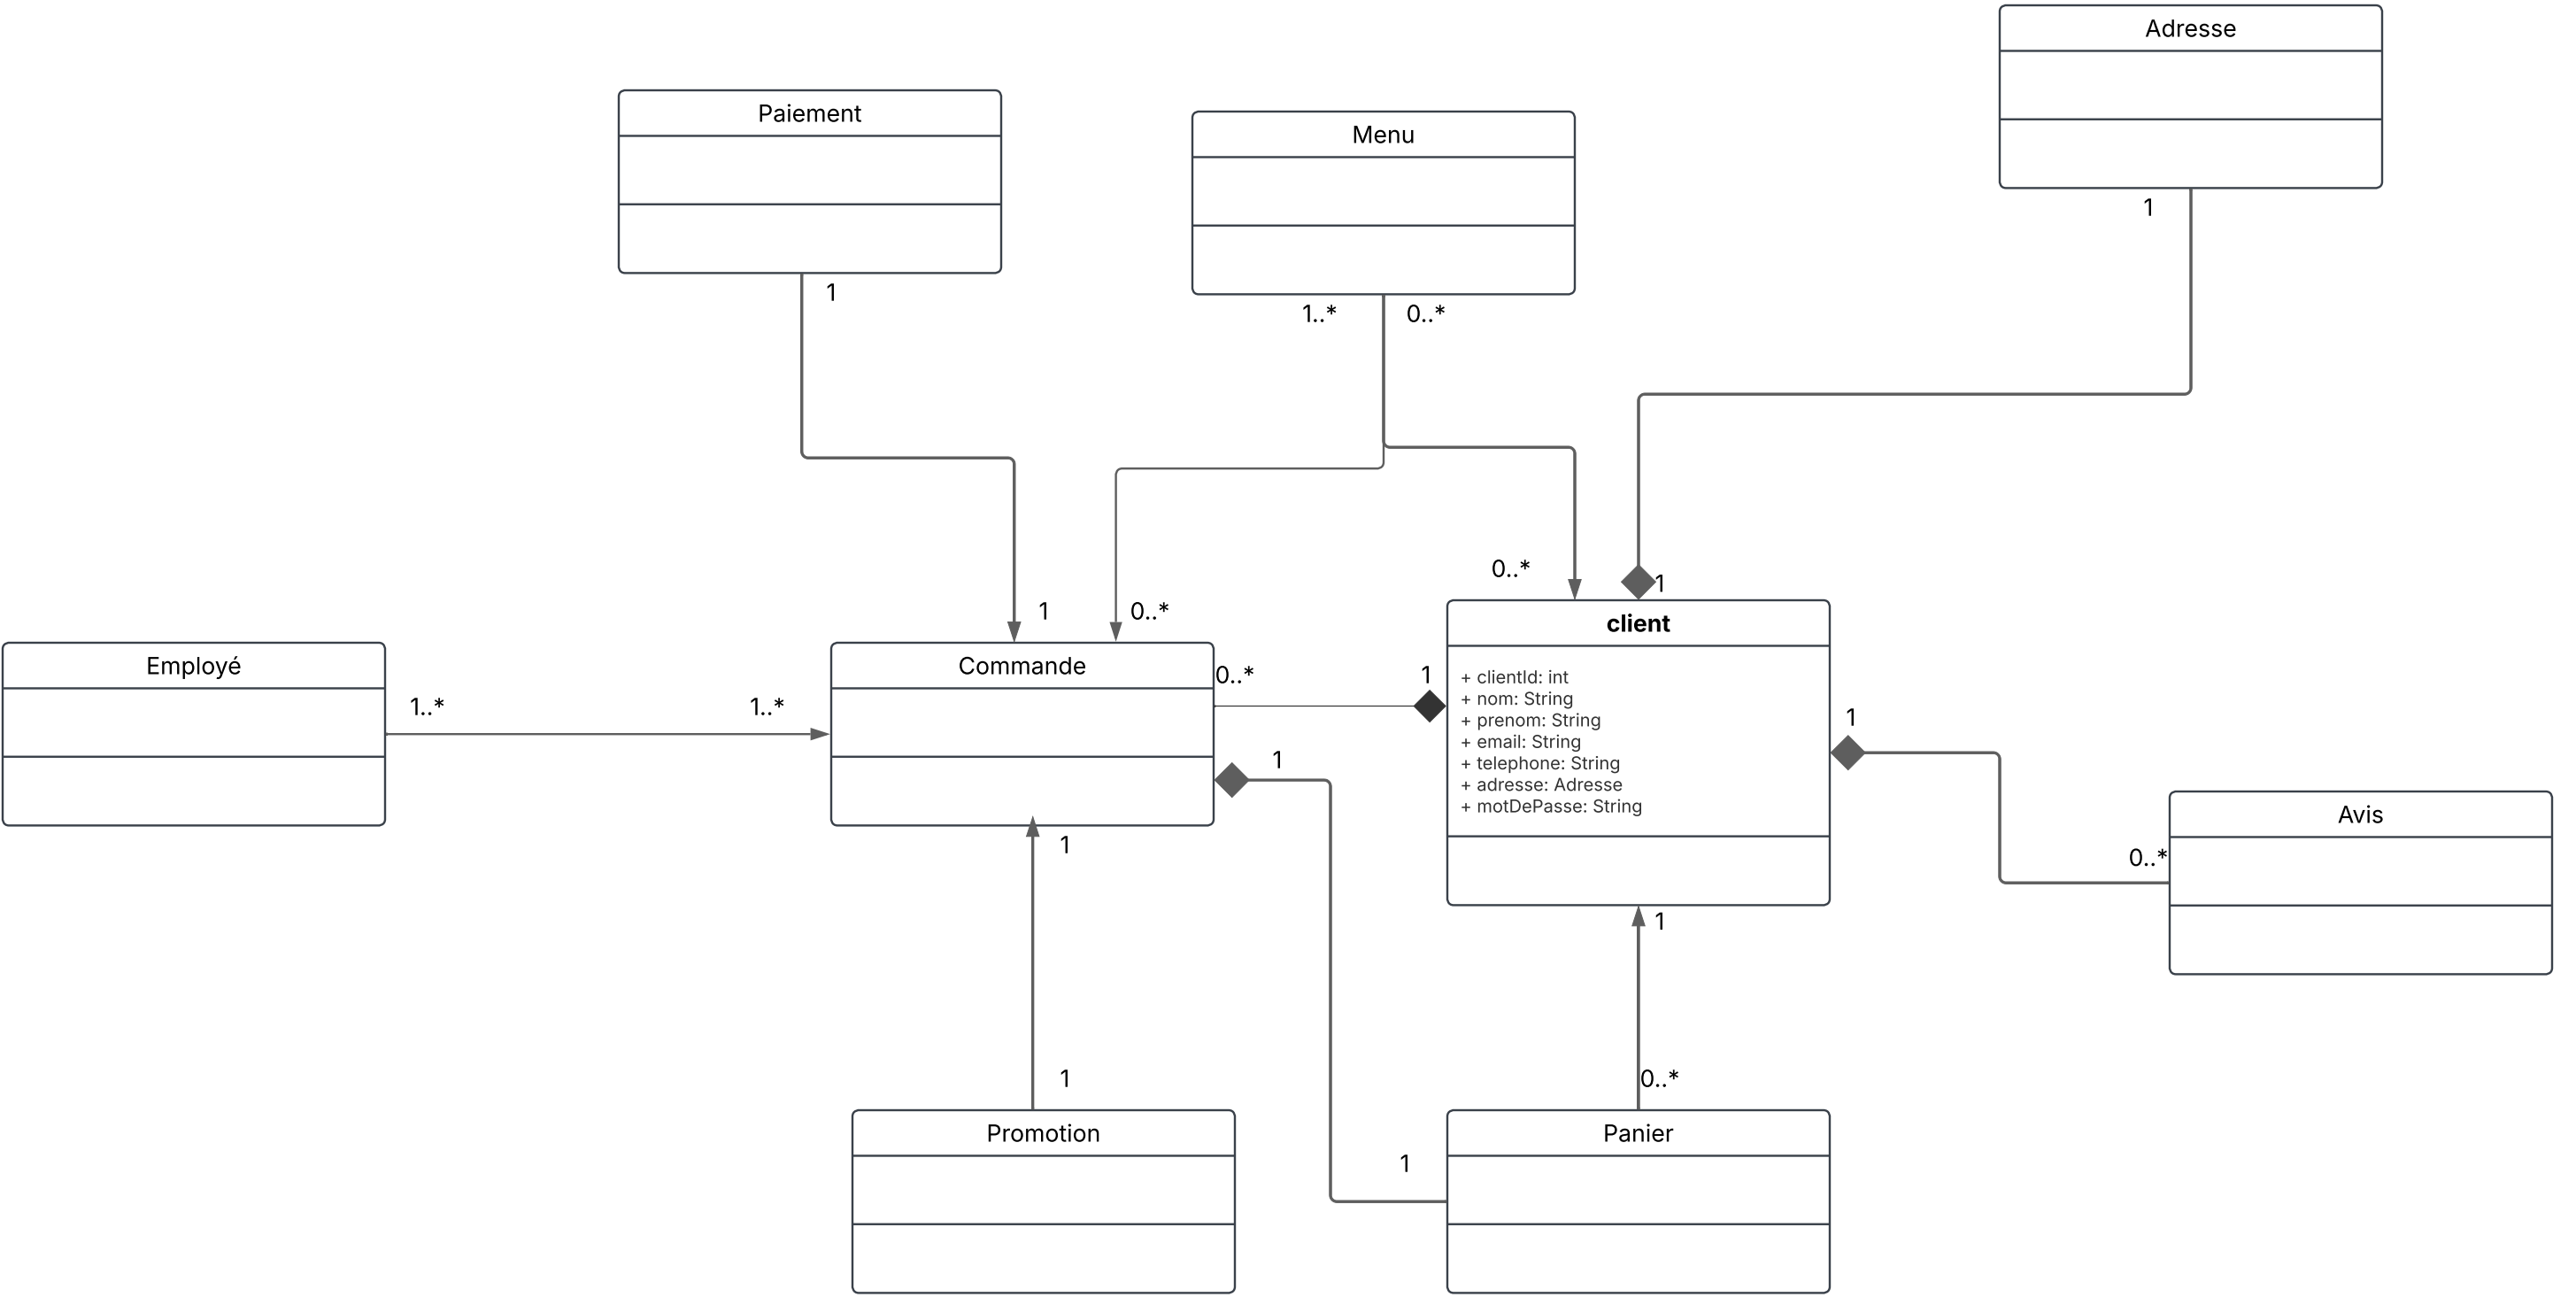 Adresse
Paiement
Menu
1
1
1..*
0..*
0..*
1
1
0..*
client
Employé
Commande
0..*
1
+ clientId: int
+ nom: String
+ prenom: String
+ email: String
+ telephone: String
+ adresse: Adresse
+ motDePasse: String
1..*
1..*
1
1
Avis
1
0..*
1
1
0..*
Promotion
Panier
1